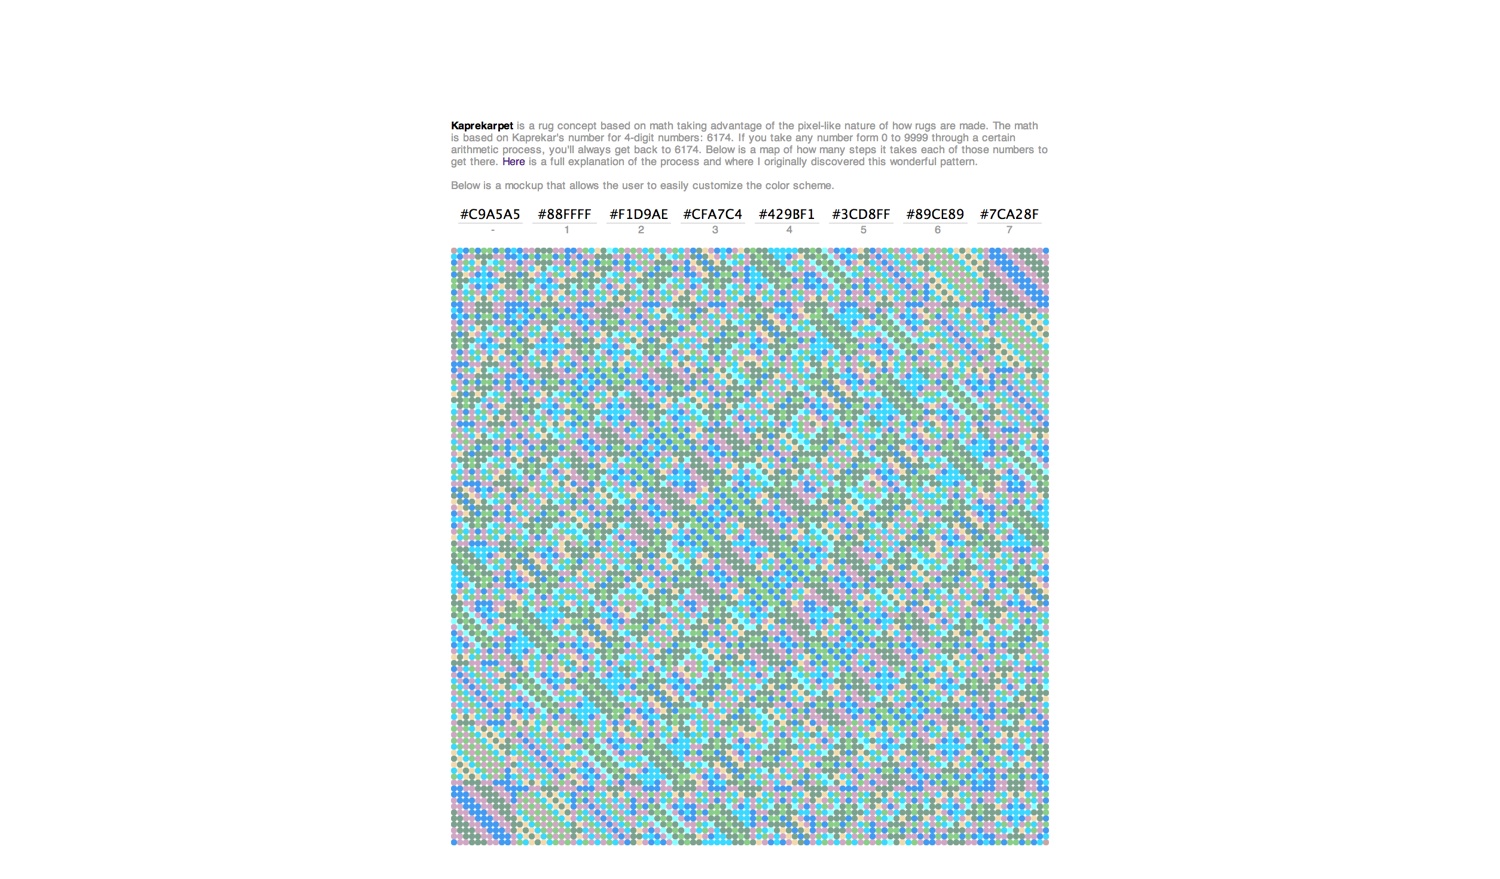 Kaprekarpet is a rug concept based on math taking advantage of the pixel-like nature of how rugs are made. The math
is based on Kaprekar's number for 4-digit numbers: 6174. If you take any number form 0 to 9999 through a certain
arithmetic process, you'll always get back to 6174. Below is a map of how many steps it takes each of those numbers to
get there. Here is a full explanation of the process and where I originally discovered this wonderful pattern.
Below is a mockup that allows the user to easily customize the color scheme.
#C9A5A5 #88FFFF #F1D9AE #CFA7C4 #429BF1 #3CD8FF #89CE89 #7CA28F
- 1 2 3 4 5 6 7